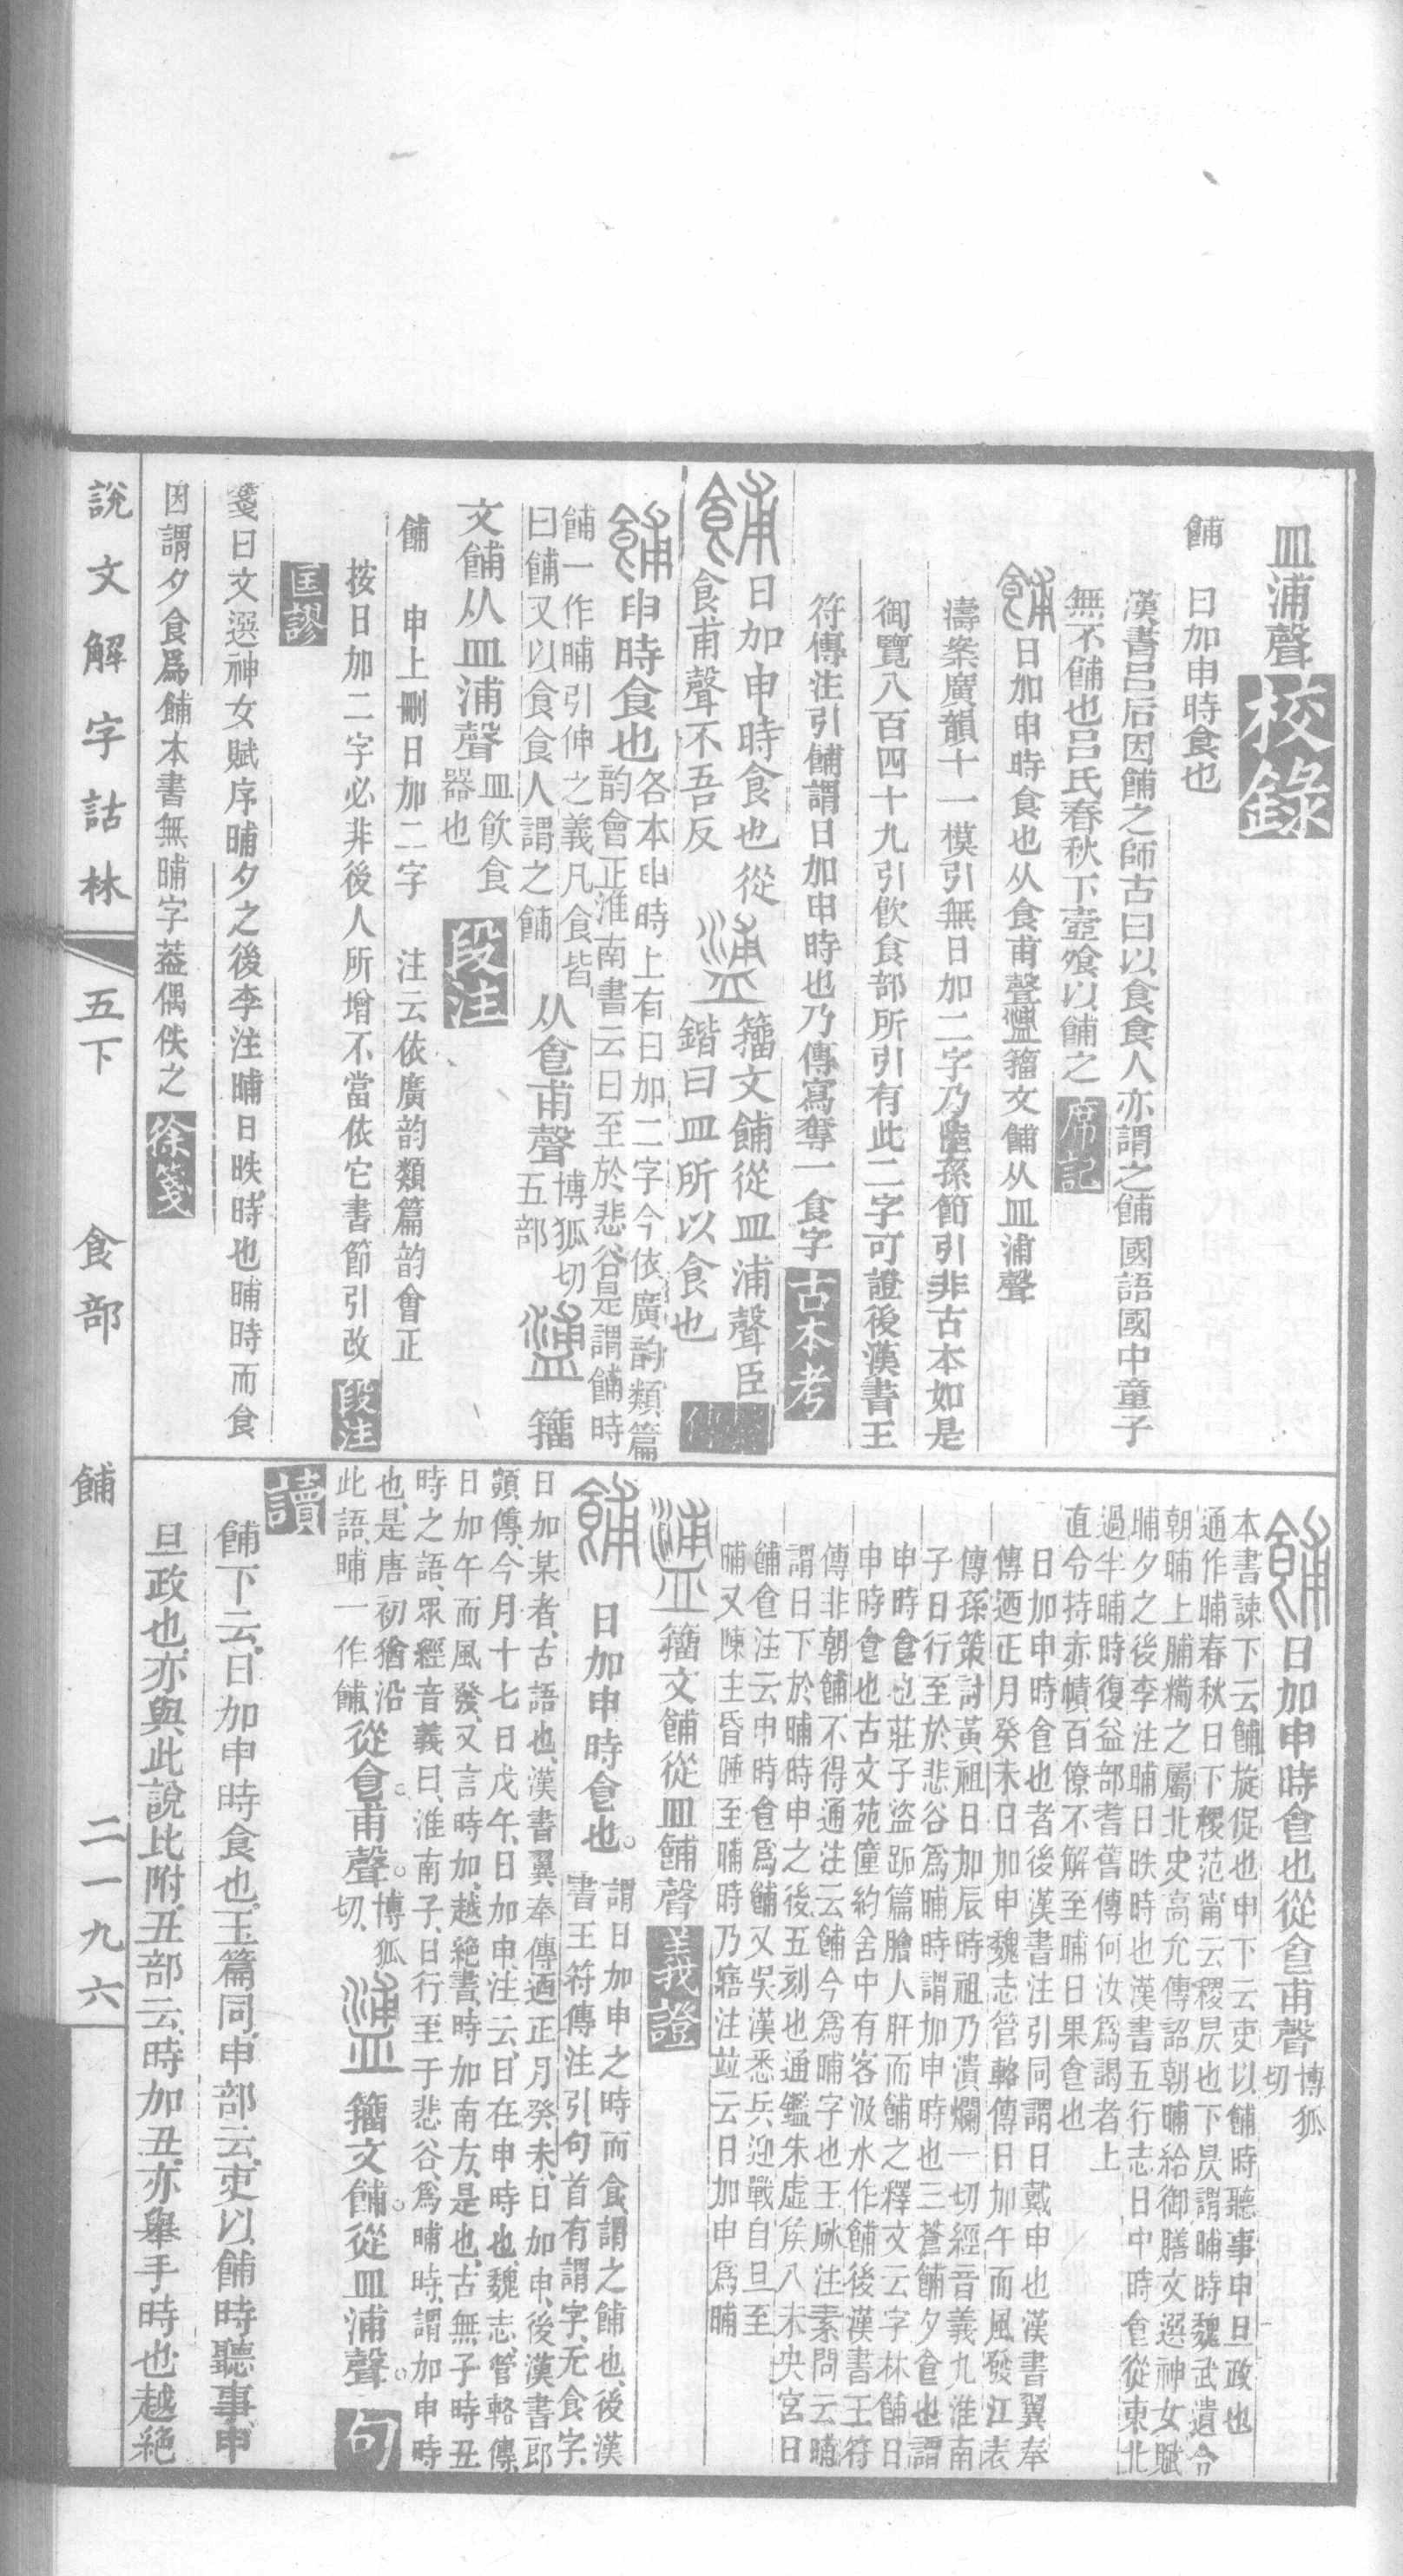 皿浦聲校錄
餔　日加申時食也
漢書呂后因餔之師古曰以食食人亦謂之餔國語國中童子
無不餔也呂氏春秋下壺飧以餔之席記
餔日加申時食也从食甫聲𥂈籀文餔从皿浦聲
濤案廣韻十一模引無日加二字乃陸孫節引非古本如是
御覽八百四十九引飲食部所引有此二字可證後漢書王
符傳注引餔謂日加申時也乃傳寫奪一食字古本考
餔日加申時食也從
食甫聲不吾反
𥂈籀文餔從皿浦聲臣
鍇曰皿所以食也
餔申時食也
各本申時上有日加二字今依廣韵類篇
韵會正淮南書云日至於悲谷是謂餔時
餔一作晡引伸之義凡食皆
曰餔又以食食人謂之餔
从𠊊甫聲博狐切
五部
𥂈籀
文餔从皿浦聲皿飲食
器也
段注
餔　申上刪日加二字　注云依廣韵類篇韵會正
按日加二字必非後人所增不當依它書節引改段注
匡謬
箋曰文選神女賦序晡夕之後李注晡日昳時也晡時而食
因謂夕食爲餔本書無晡字葢偶佚之徐箋
餔日加申時𠊊也從𠊊甫聲博狐
切
本書諫下云餔旋促也申下云吏以餔時聽事申旦政也
通作晡春秋日下稷范甯云稷昃也下昃謂晡時魏武遺令
朝晡上脯糒之屬北史高允傳詔朝晡給御膳文選神女賦
晡夕之後李注晡日昳時也漢書五行志日中時𠊊從東北
過半晡時復益部耆舊傳何汝爲謁者上
直令持赤幘百僚不解至晡日果𠊊也
日加申時𠊊也者後漢書注引同謂日戴申也漢書翼奉
傳迺正月癸未日加申魏志管輅傳日加午而風發江表
傳孫策討黃祖日加辰時祖乃潰爛一切經音義九淮南
子日行至於悲谷爲晡時謂加申時也三蒼餔夕𠊊也謂
申時𠊊也莊子盜跖篇膾人肝而餔之釋文云字林餔日
申時𠊊也古文苑僮約舍中有客汲水作餔後漢書王符
傳非朝餔不得通注云餔今爲晡字也王砅注素問云晡
謂日下於晡時申之後五刻也通鑑朱虛矦入未央宮日
餔𠊊注云申時𠊊爲餔又吳漢悉兵迎戰自旦至
晡又陳主昏睡至晡時乃寤注竝云日加申爲晡
𥂈籀文餔從皿餔聲義證
餔　日加申時𠊊也。
謂日加申之時而食謂之餔也、後漢
書王符傳注引、句首有謂字、无食字、
日加某者、古語也、漢書翼奉傳迺正月癸未、日加申、後漢書郎
顗傳、今月十七日戊午、日加申、注云、日在申時也、魏志、管輅傳
日加午而風發、又言時加、越絕書、時加南方、是也、古無子時丑
時之語、眾經音義曰、淮南子、日行至于悲谷、爲晡時、謂加申時
也、是唐初猶沿
此語、晡一作餔、
從𠊊。甫聲。博狐
切、
𥂈籀文餔。從皿浦聲。句
讀
餔下云、日加申時食也、玉篇同、申部云、吏以餔時聽事、申
旦政也、亦與此說比附、丑部云、時加丑、亦舉手時也、越絕
說文解字詁林　五下　食部　餔　二一九六